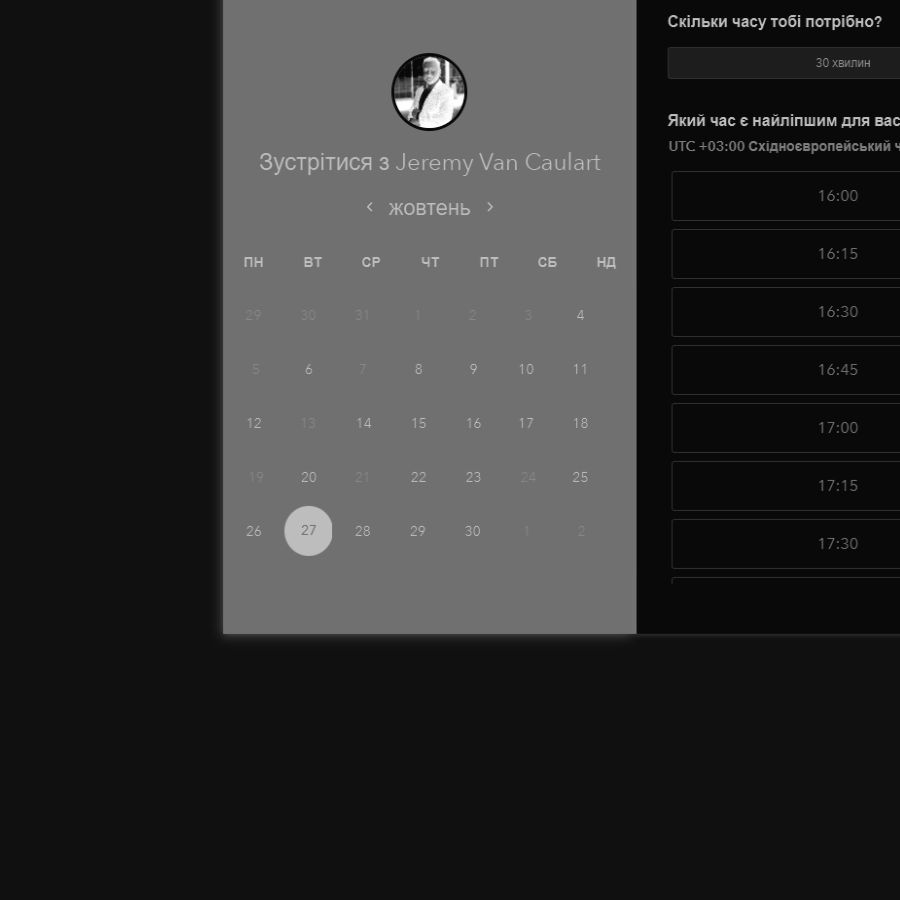 Зустрітися з Jeremy Van Caulart
жовтень
ПН ВТ СР ЧТ ПТ СБ НД
29 30 31 1 2 3 4
5 6 7 8 9 10 11
12 13 14 15 16 17 18
19 20 21 22 23 24 25
26 27 28 29 30 1 2
Скільки часу тобі потрібно?
30 хвилин
Який час є найліпшим для вас
UTC +03:00 Східноєвропейський ч
16:00
16:15
16:30
16:45
17:00
17:15
17:30